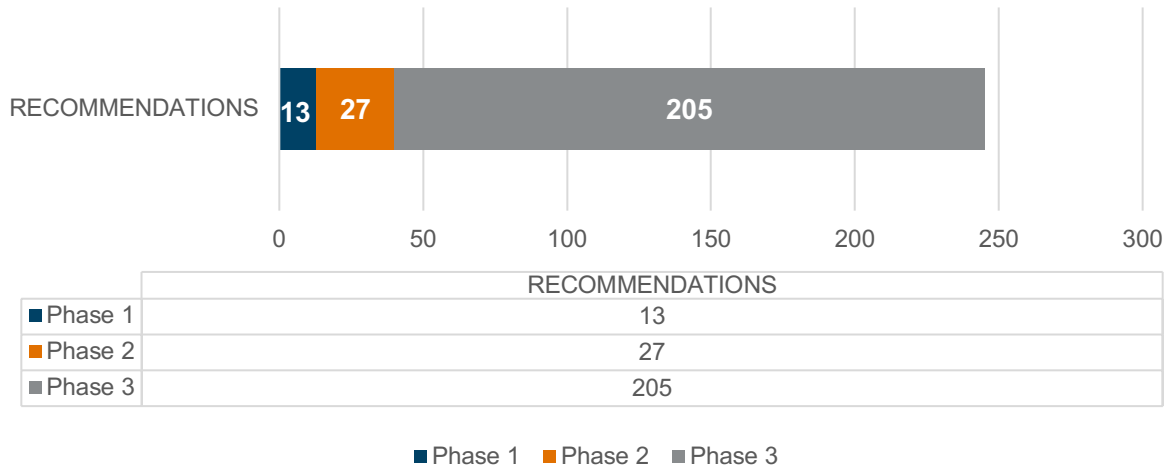 RECOMMENDATIONS 13 27 205
0 50 100 150 200 250 300
RECOMMENDATIONS
Phase 1 13
Phase 2 27
Phase 3 205
Phase 1 Phase 2 Phase 3